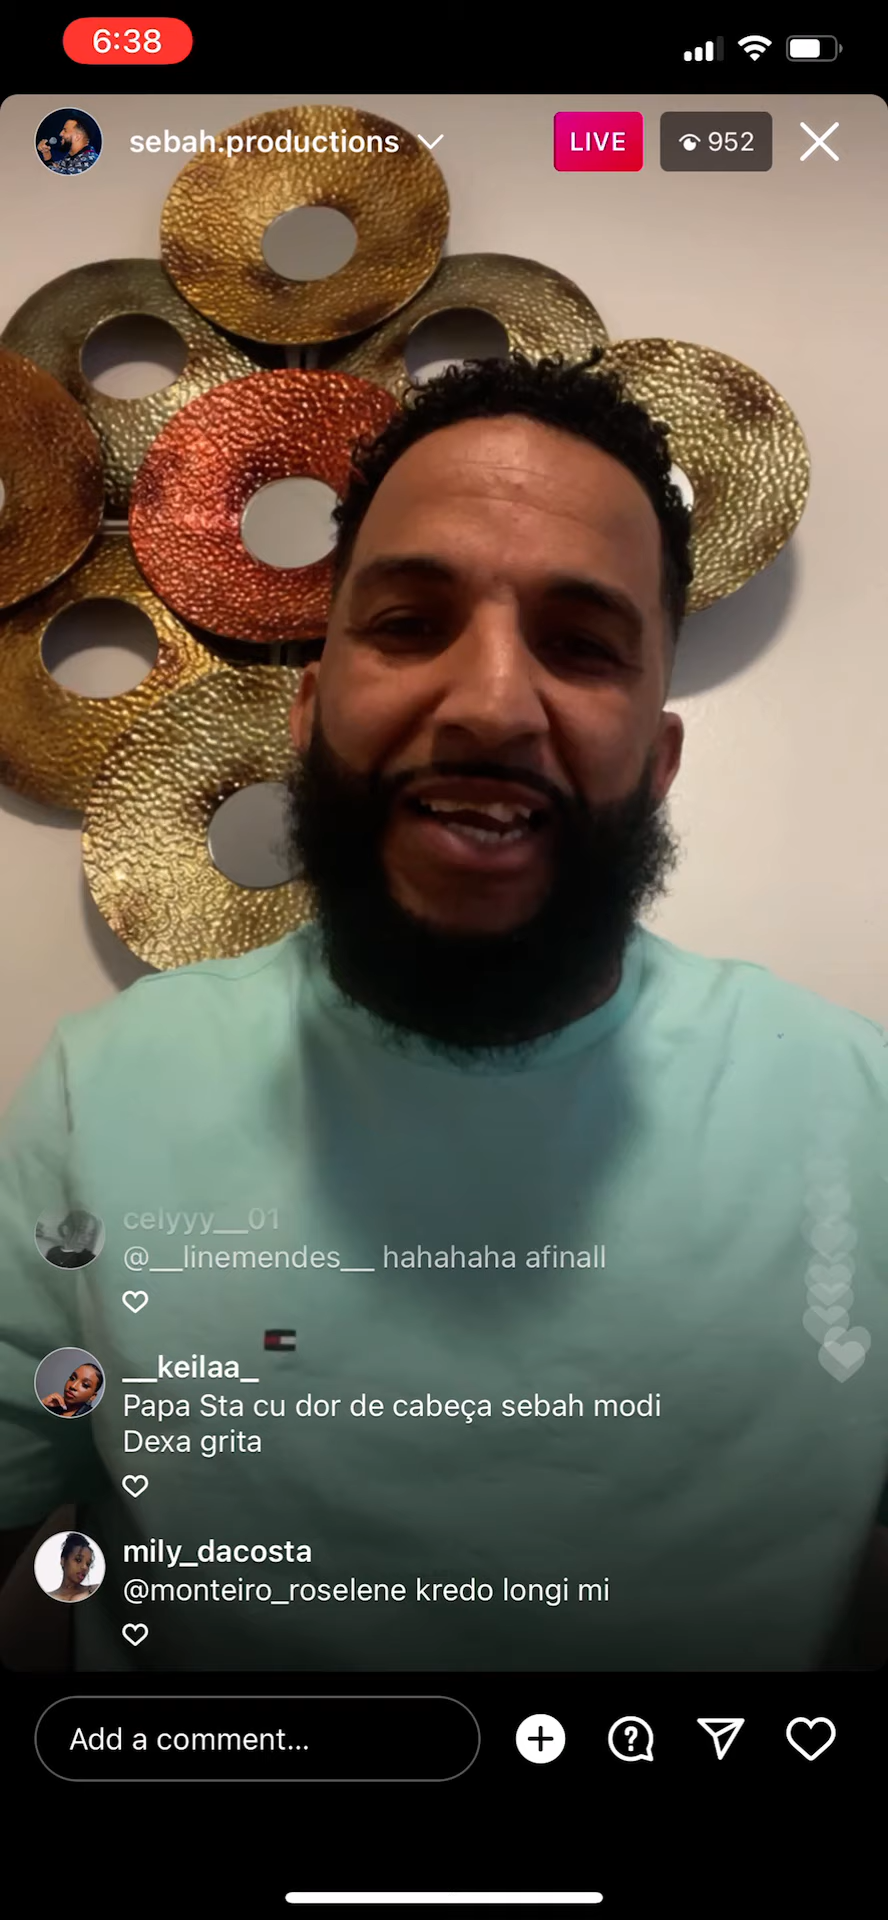 6:38
sebah.productions
LIVE
952
celyyy__01
@__linemendes__ hahahaha afinall
__keilaa_
Papa Sta cu dor de cabeça sebah modi
Dexa grita
mily_dacosta
@monteiro_roselene kredo longi mi
Add a comment...